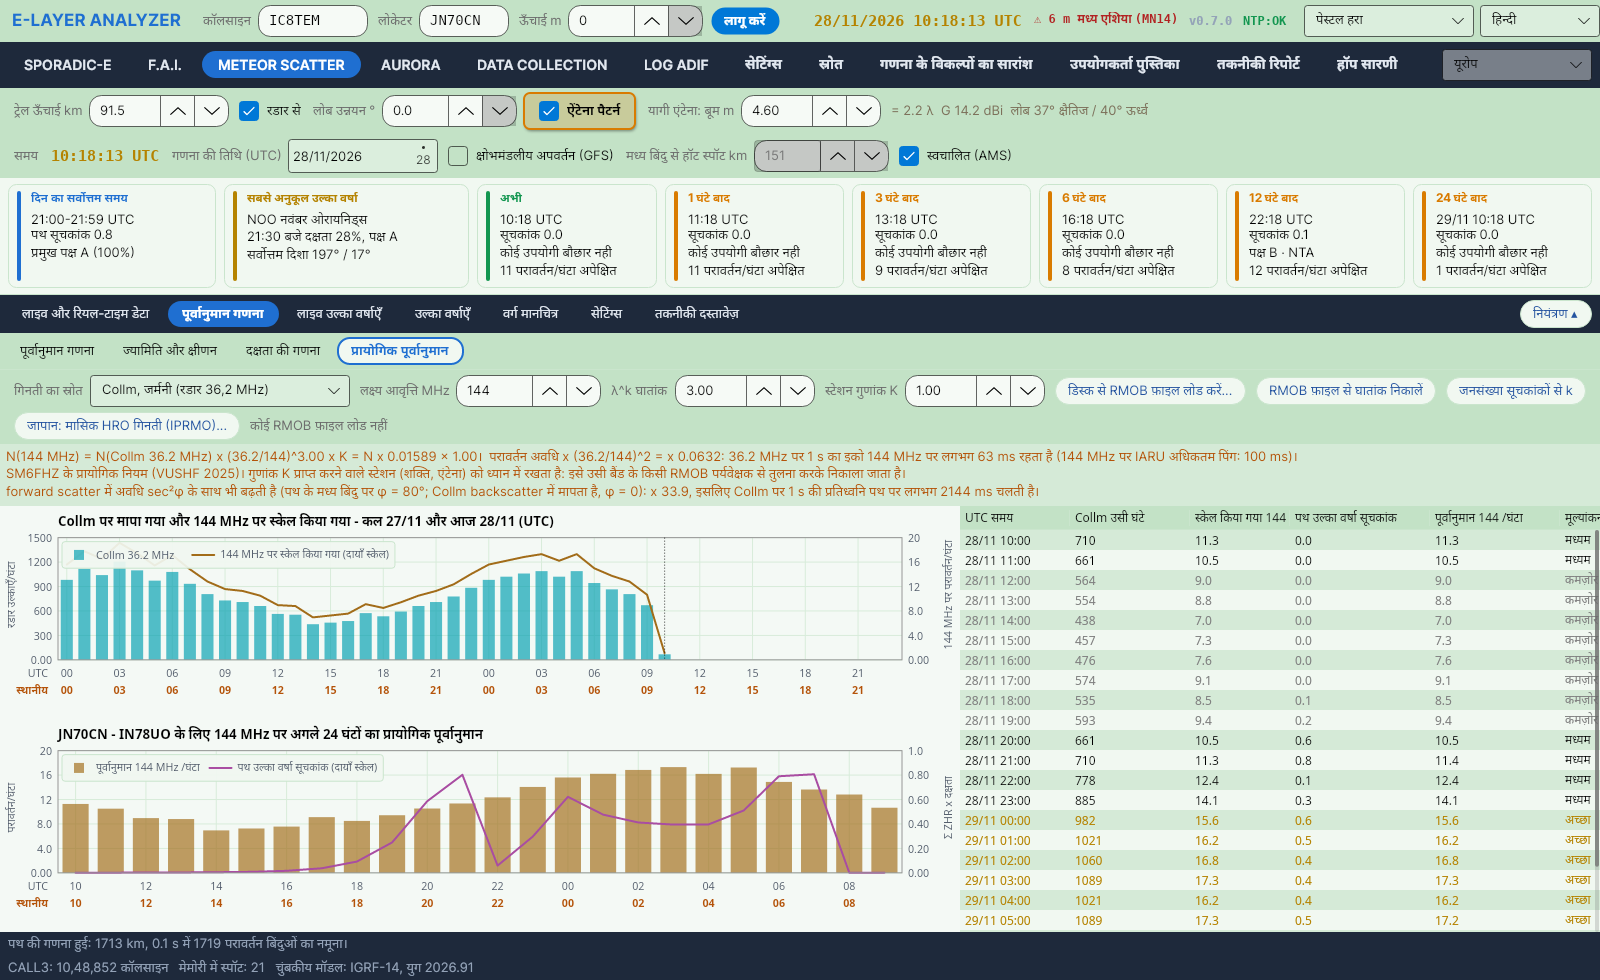 E-LAYER ANALYZER कॉलसाइन IC8TEM लोकेटर JN70CN ऊँचाई m 0 लागू करें 28/11/2026 10:18:13 UTC ⚠ 6 m मध्य एशिया (MN14) v0.7.0 NTP:OK पेस्टल हरा हिन्दी
SPORADIC-E F.A.I. METEOR SCATTER AURORA DATA COLLECTION LOG ADIF सेटिंग्स स्रोत गणना के विकल्पों का सारांश उपयोगकर्ता पुस्तिका तकनीकी रिपोर्ट हॉप सारणी यूरोप
ट्रेल ऊँचाई km 91.5 रडार से लोब उन्नयन ° 0.0 ऐंटेना पैटर्न यागी एंटेना: बूम m 4.60 = 2.2 λ G 14.2 dBi लोब 37° क्षैतिज / 40° ऊर्ध्व
समय 10:18:13 UTC गणना की तिथि (UTC) 28/11/2026 28 क्षोभमंडलीय अपवर्तन (GFS) मध्य बिंदु से हॉट स्पॉट km 151 स्वचालित (AMS)
दिन का सर्वोत्तम समय
21:00-21:59 UTC
पथ सूचकांक 0.8
प्रमुख पक्ष A (100%)
सबसे अनुकूल उल्का वर्षा
NOO नवंबर ओरायनिड्स
21:30 बजे दक्षता 28%, पक्ष A
सर्वोत्तम दिशा 197° / 17°
अभी
10:18 UTC
सूचकांक 0.0
कोई उपयोगी बौछार नही
11 परावर्तन/घंटा अपेक्षित
1 घंटे बाद
11:18 UTC
सूचकांक 0.0
कोई उपयोगी बौछार नही
11 परावर्तन/घंटा अपेक्षित
3 घंटे बाद
13:18 UTC
सूचकांक 0.0
कोई उपयोगी बौछार नही
9 परावर्तन/घंटा अपेक्षित
6 घंटे बाद
16:18 UTC
सूचकांक 0.0
कोई उपयोगी बौछार नही
8 परावर्तन/घंटा अपेक्षित
12 घंटे बाद
22:18 UTC
सूचकांक 0.1
पक्ष B · NTA
12 परावर्तन/घंटा अपेक्षित
24 घंटे बाद
29/11 10:18 UTC
सूचकांक 0.0
कोई उपयोगी बौछार नही
1 परावर्तन/घंटा अपेक्षित
लाइव और रियल-टाइम डेटा पूर्वानुमान गणना लाइव उल्का वर्षाएँ उल्का वर्षाएँ वर्ग मानचित्र सेटिंग्स तकनीकी दस्तावेज़ नियंत्रण ▴
पूर्वानुमान गणना ज्यामिति और क्षीणन दक्षता की गणना प्रायोगिक पूर्वानुमान
गिनती का स्रोत Collm, जर्मनी (रडार 36,2 MHz) लक्ष्य आवृत्ति MHz 144 λ^k घातांक 3.00 स्टेशन गुणांक K 1.00 डिस्क से RMOB फ़ाइल लोड करें... RMOB फ़ाइल से घातांक निकालें जनसंख्या सूचकांकों से k
जापान: मासिक HRO गिनती (IPRMO)... कोई RMOB फ़ाइल लोड नहीं
N(144 MHz) = N(Collm 36.2 MHz) x (36.2/144)^3.00 x K = N x 0.01589 × 1.00। परावर्तन अवधि x (36.2/144)^2 = x 0.0632: 36.2 MHz पर 1 s का इको 144 MHz पर लगभग 63 ms रहता है (144 MHz पर IARU अधिकतम पिंग: 100 ms)।
SM6FHZ के प्रायोगिक नियम (VUSHF 2025)। गुणांक K प्राप्त करने वाले स्टेशन (शक्ति, एंटेना) को ध्यान में रखता है: इसे उसी बैंड के किसी RMOB पर्यवेक्षक से तुलना करके निकाला जाता है।
forward scatter में अवधि sec²φ के साथ भी बढ़ती है (पथ के मध्य बिंदु पर φ = 80°; Collm backscatter में मापता है, φ = 0): x 33.9, इसलिए Collm पर 1 s की प्रतिध्वनि पथ पर लगभग 2144 ms चलती है।
Collm पर मापा गया और 144 MHz पर स्केल किया गया - कल 27/11 और आज 28/11 (UTC)
Collm 36.2 MHz 144 MHz पर स्केल किया गया (दायाँ स्केल)
रडार उल्काएँ/घंटा
1500
1200
900
600
300
0.00
20
16
12
8.0
4.0
0.00
144 MHz पर परावर्तन/घंटा
UTC 00 03 06 09 12 15 18 21 00 03 06 09 12 15 18 21
स्थानीय 00 03 06 09 12 15 18 21 00 03 06 09 12 15 18 21
JN70CN - IN78UO के लिए 144 MHz पर अगले 24 घंटों का प्रायोगिक पूर्वानुमान
पूर्वानुमान 144 /घंटा पथ उल्का वर्षा सूचकांक (दायाँ स्केल)
परावर्तन/घंटा
20
16
12
8.0
4.0
0.00
1.0
0.80
0.60
0.40
0.20
0.00
Σ ZHR x दक्षता
UTC 10 12 14 16 18 20 22 00 02 04 06 08
स्थानीय 10 12 14 16 18 20 22 00 02 04 06 08
UTC समय Collm उसी घंटे स्केल किया गया 144 पथ उल्का वर्षा सूचकांक पूर्वानुमान 144 /घंटा मूल्यांकन
28/11 10:00 710 11.3 0.0 11.3 मध्यम
28/11 11:00 661 10.5 0.0 10.5 मध्यम
28/11 12:00 564 9.0 0.0 9.0 कमज़ोर
28/11 13:00 554 8.8 0.0 8.8 कमज़ोर
28/11 14:00 438 7.0 0.0 7.0 कमज़ोर
28/11 15:00 457 7.3 0.0 7.3 कमज़ोर
28/11 16:00 476 7.6 0.0 7.6 कमज़ोर
28/11 17:00 574 9.1 0.0 9.1 कमज़ोर
28/11 18:00 535 8.5 0.1 8.5 कमज़ोर
28/11 19:00 593 9.4 0.2 9.4 कमज़ोर
28/11 20:00 661 10.5 0.6 10.5 मध्यम
28/11 21:00 710 11.3 0.8 11.4 मध्यम
28/11 22:00 778 12.4 0.1 12.4 मध्यम
28/11 23:00 885 14.1 0.3 14.1 मध्यम
29/11 00:00 982 15.6 0.6 15.6 अच्छा
29/11 01:00 1021 16.2 0.5 16.2 अच्छा
29/11 02:00 1060 16.8 0.4 16.8 अच्छा
29/11 03:00 1089 17.3 0.4 17.3 अच्छा
29/11 04:00 1021 16.2 0.4 16.2 अच्छा
29/11 05:00 1089 17.3 0.5 17.2 अच्छा
पथ की गणना हुई: 1713 km, 0.1 s में 1719 परावर्तन बिंदुओं का नमूना।
CALL3: 10,48,852 कॉलसाइन मेमोरी में स्पॉट: 21 चुंबकीय मॉडल: IGRF-14, युग 2026.91